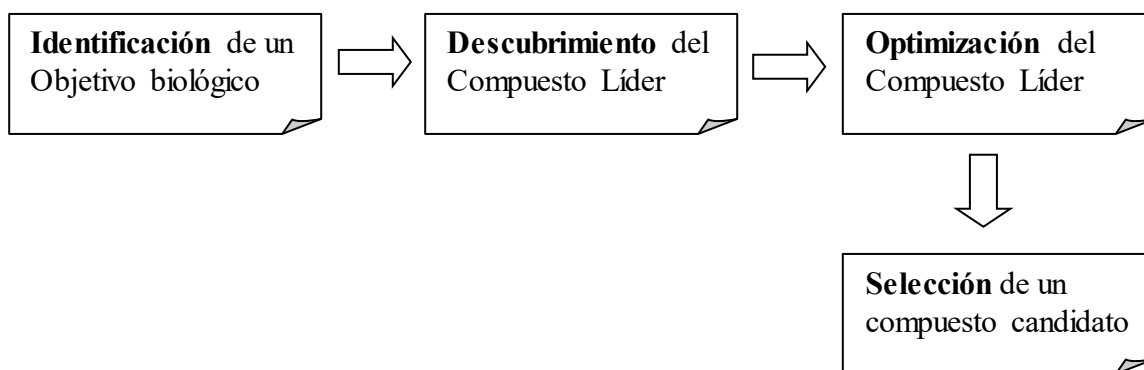 Identificación de un
Objetivo biológico
Descubrimiento del
Compuesto Líder
Optimización del
Compuesto Líder
Selección de un
compuesto candidato